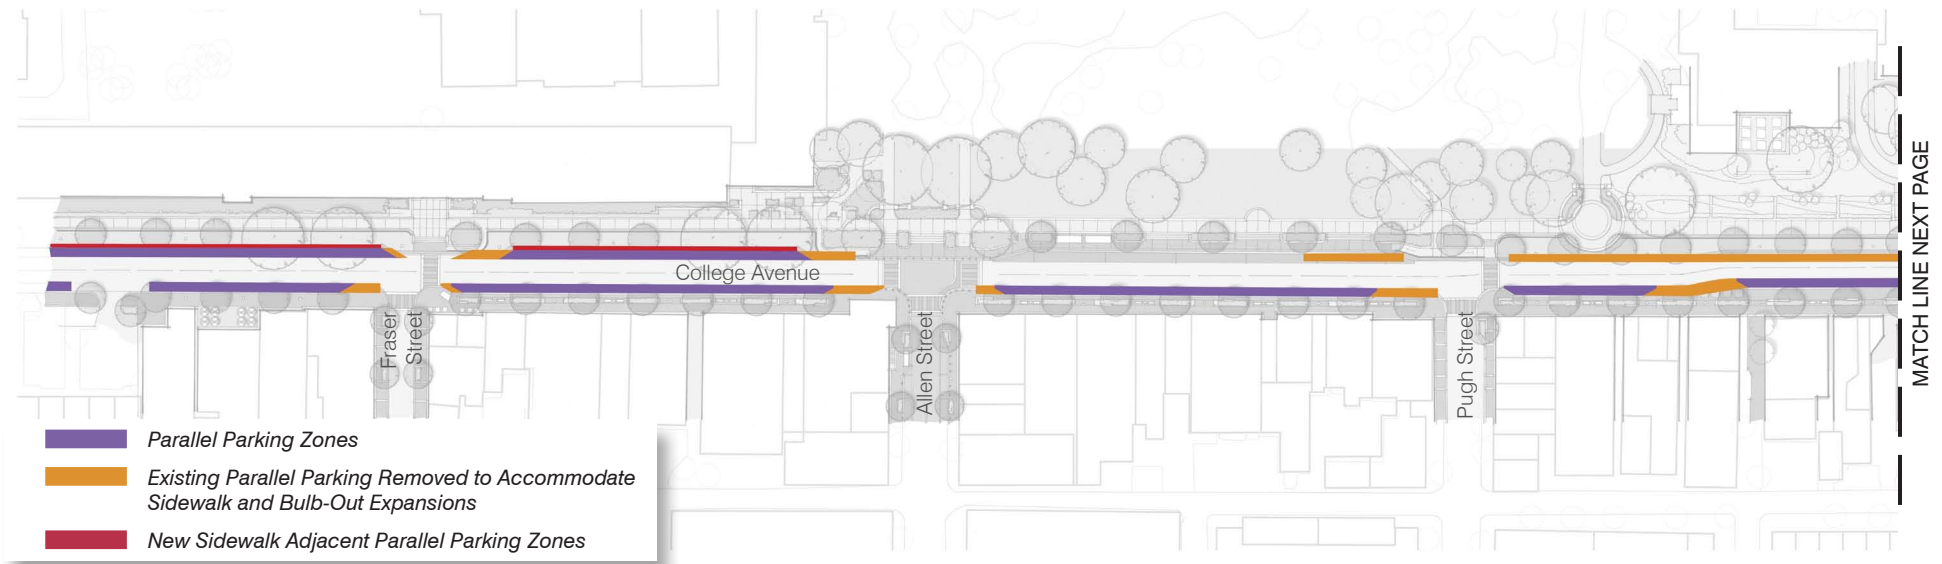 College Avenue
Fraser
Street
Allen Street
Pugh Street
MATCH LINE NEXT PAGE
Parallel Parking Zones
Existing Parallel Parking Removed to Accommodate
Sidewalk and Bulb-Out Expansions
New Sidewalk Adjacent Parallel Parking Zones